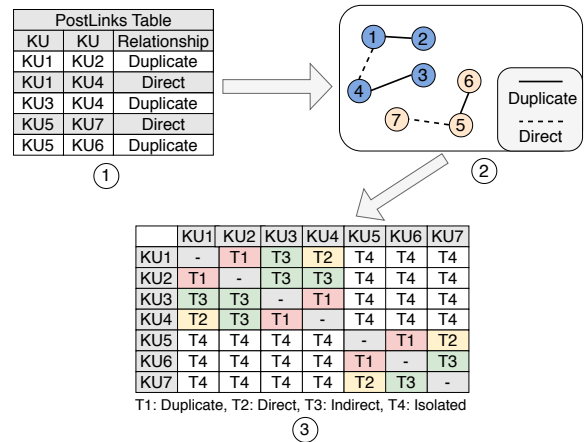 PostLinks Table
KU KU Relationship
KU1 KU2 Duplicate
KU1 KU4 Direct
KU3 KU4 Duplicate
KU5 KU7 Direct
KU5 KU6 Duplicate
1
1 2
3
4
6
7 5
Duplicate
Direct
2
KU1 KU2 KU3 KU4 KU5 KU6 KU7
KU1 - T1 T3 T2 T4 T4 T4
KU2 T1 - T3 T3 T4 T4 T4
KU3 T3 T3 - T1 T4 T4 T4
KU4 T2 T3 T1 - T4 T4 T4
KU5 T4 T4 T4 T4 - T1 T2
KU6 T4 T4 T4 T4 T1 - T3
KU7 T4 T4 T4 T4 T2 T3 -
T1: Duplicate, T2: Direct, T3: Indirect, T4: Isolated
3